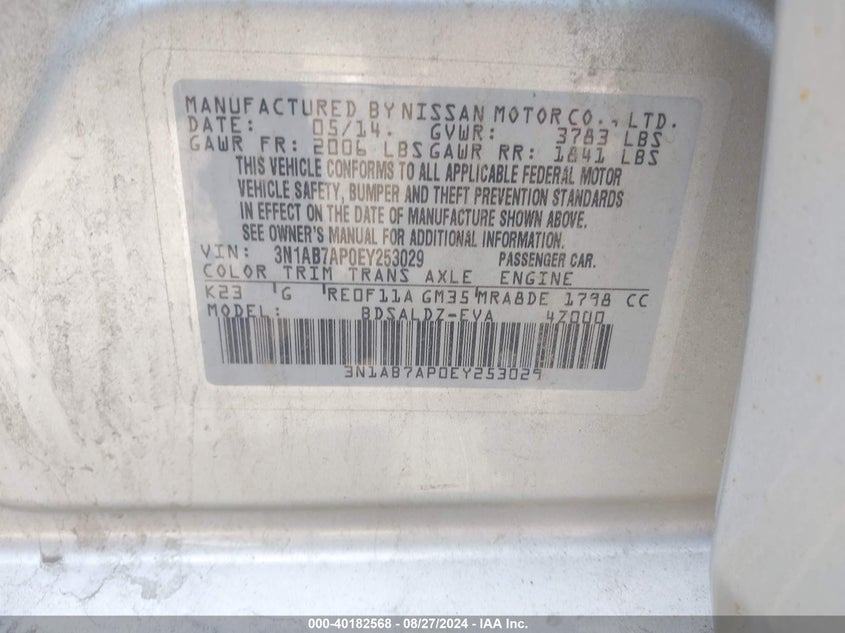 MANUFACTURED BY NISSAN MOTOR CO., LTD.
DATE: 05/14. GVWR: 3783 LBS
GAWR FR: 2006 LBS GAWR RR: 1841 LBS
THIS VEHICLE CONFORMS TO ALL APPLICABLE FEDERAL MOTOR
VEHICLE SAFETY, BUMPER AND THEFT PREVENTION STANDARDS
IN EFFECT ON THE DATE OF MANUFACTURE SHOWN ABOVE.
SEE OWNER'S MANUAL FOR ADDITIONAL INFORMATION.
VIN: 3N1AB7AP0EY253029 PASSENGER CAR.
COLOR TRIM TRANS AXLE ENGINE
K23 G RE0F11A GM35 MRA8DE 1798 CC
MODEL: BDSALDZ-EVA 47000
3N1AB7AP0EY253029
000-40182568 - 08/27/2024 - IAA Inc.